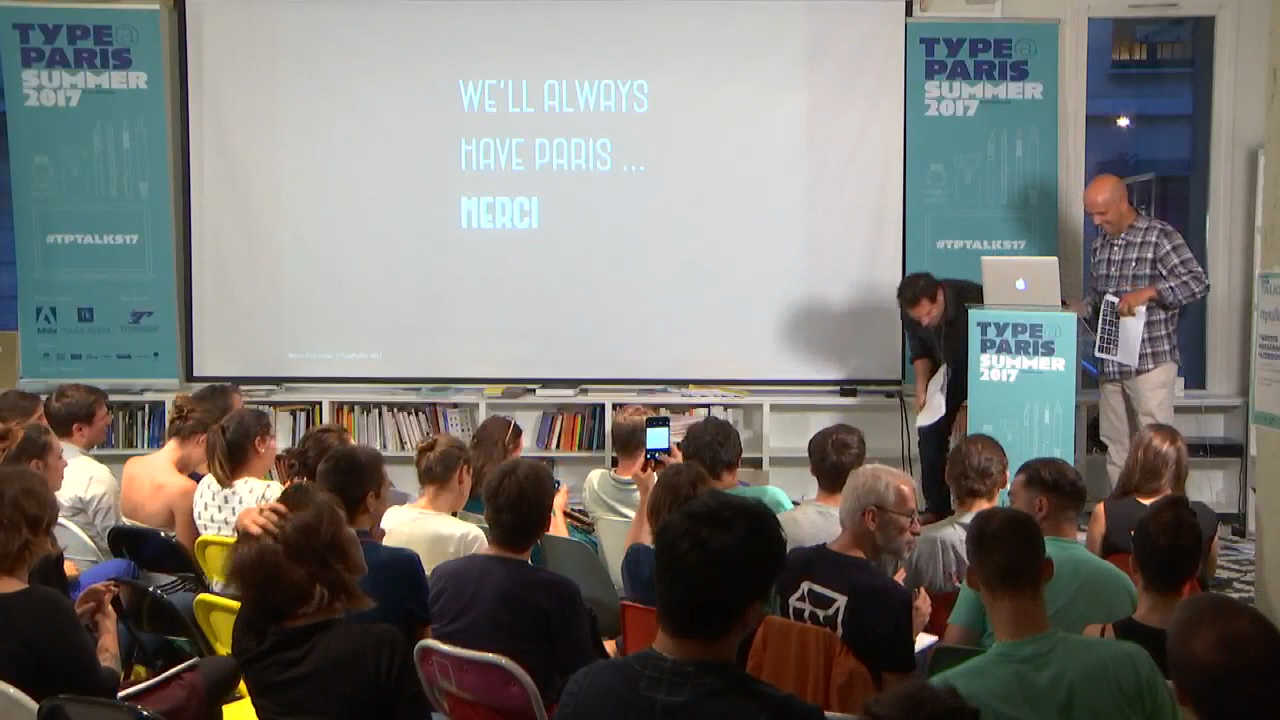 TYPE@
PARIS
SUMMER
2017
#TPTALKS17
Adobe
WE'LL ALWAYS
HAVE PARIS ...
MERCI
TYPE@
PARIS
SUMMER
2017
#TPTALKS17
TYPE@
PARIS
SUMMER
2017